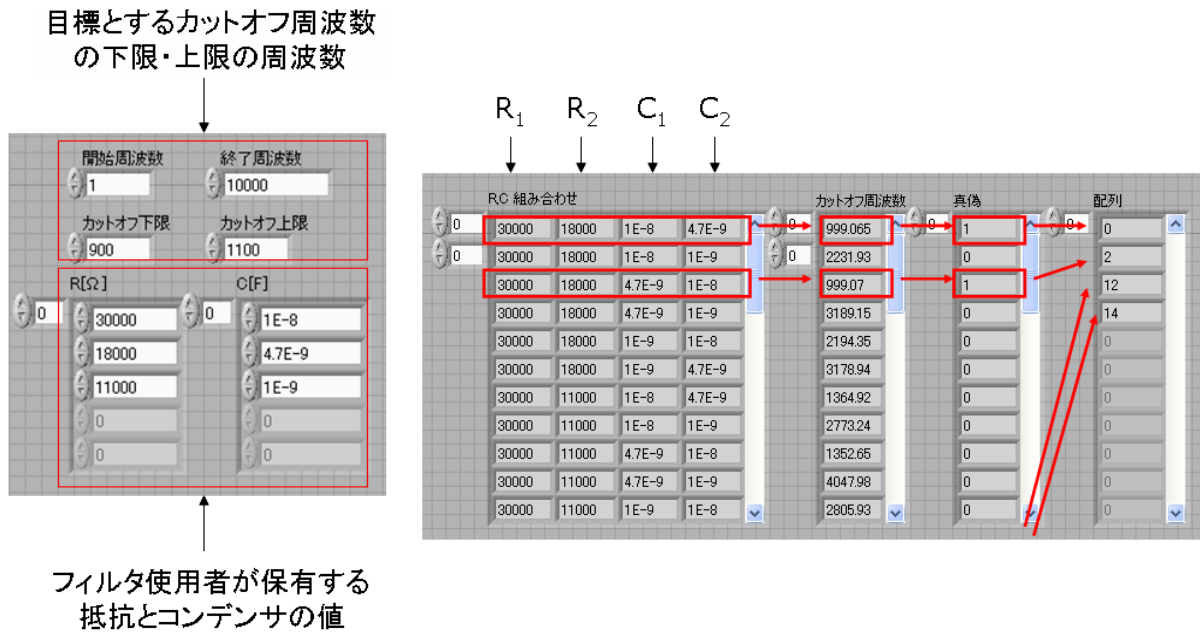 目標とするカットオフ周波数
の下限・上限の周波数
開始周波数 終了周波数
1 10000
カットオフ下限 カットオフ上限
900 1100
R[Ω] C[F]
0 30000 0 1E-8
18000 4.7E-9
11000 1E-9
0 0
0 0
フィルタ使用者が保有する
抵抗とコンデンサの値
R1 R2 C1 C2
RC 組み合わせ カットオフ周波数 真偽 配列
0 30000 18000 1E-8 4.7E-9 0 999.065 0 1 0 0
0 30000 18000 1E-8 1E-9 0 2231.93 0 2
30000 18000 4.7E-9 1E-8 999.07 1 12
30000 18000 4.7E-9 1E-9 3189.15 0 14
30000 18000 1E-9 1E-8 2194.35 0 0
30000 18000 1E-9 4.7E-9 3178.94 0 0
30000 11000 1E-8 4.7E-9 1364.92 0 0
30000 11000 1E-8 1E-9 2773.24 0 0
30000 11000 4.7E-9 1E-8 1352.65 0 0
30000 11000 4.7E-9 1E-9 4047.98 0 0
30000 11000 1E-9 1E-8 2805.93 0 0